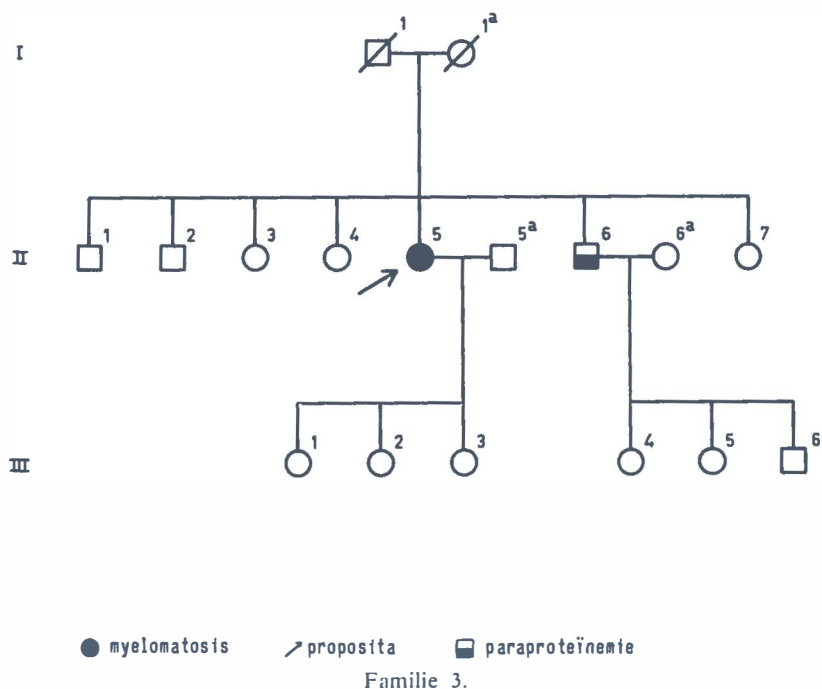 I 1 1a
II 1 2 3 4 5 5a 6 6a 7
III 1 2 3 4 5 6
myelomatosis proposita paraproteïnemie
Familie 3.